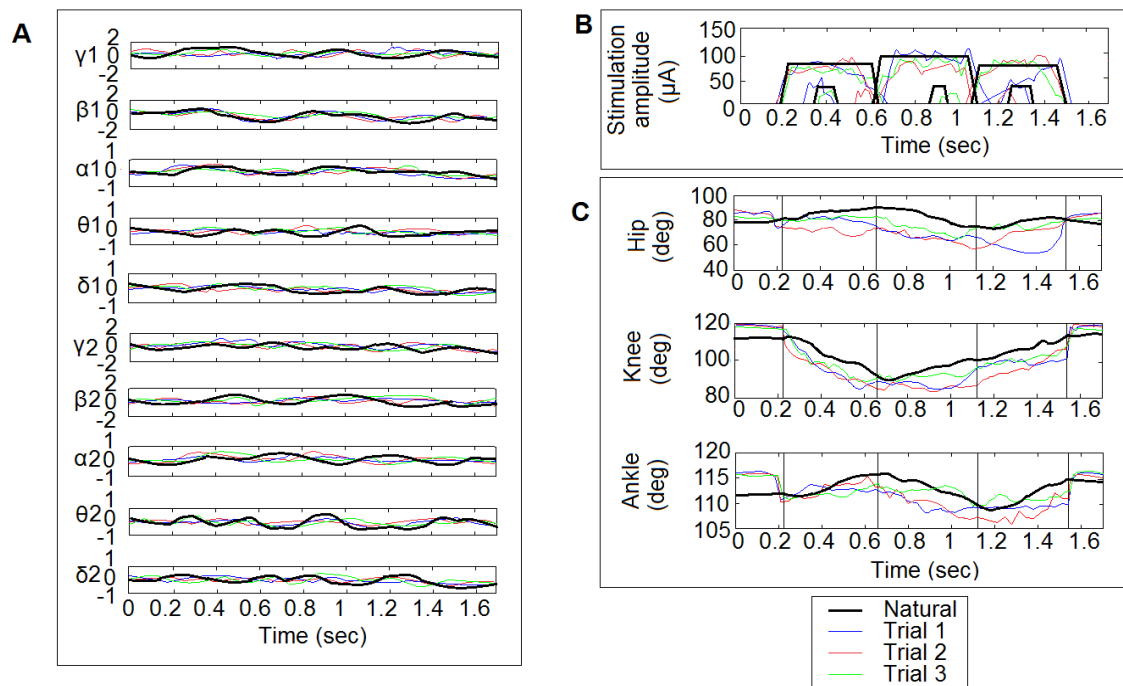 A
γ1 2 0 -2
β1 2 0 -2
α1 1 0 -1
θ1 1 0 -1
δ1 1 0 -1
γ2 2 0 -2
β2 2 0 -2
α2 1 0 -1
θ2 1 0 -1
δ2 1 0 -1
0 0.2 0.4 0.6 0.8 1 1.2 1.4 1.6
Time (sec)
B
Stimulation
amplitude
(μA)
150
100
50
0
0 0.2 0.4 0.6 0.8 1 1.2 1.4 1.6
Time (sec)
C
Hip
(deg)
100
80
60
40
0 0.2 0.4 0.6 0.8 1 1.2 1.4 1.6
Knee
(deg)
120
100
80
0 0.2 0.4 0.6 0.8 1 1.2 1.4 1.6
Ankle
(deg)
115
110
105
0 0.2 0.4 0.6 0.8 1 1.2 1.4 1.6
Time (sec)
Natural
Trial 1
Trial 2
Trial 3